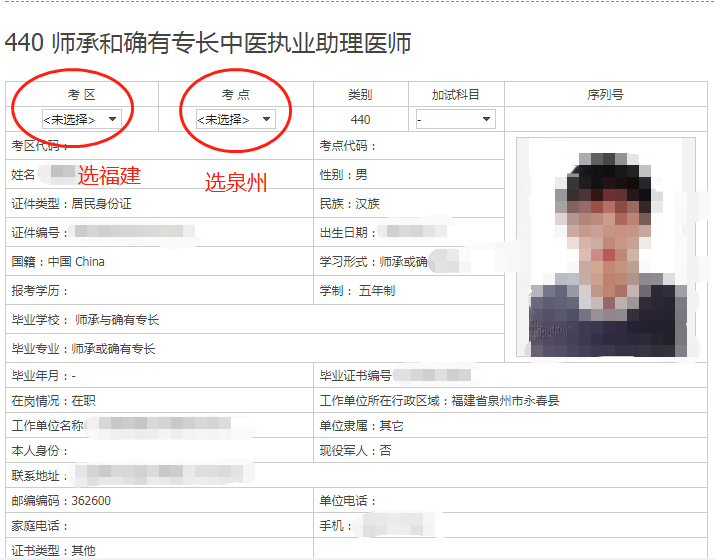 440 师承和确有专长中医执业助理医师
考 区 考 点 类别 加试科目 序列号
<未选择> <未选择> 440 -
考区代码： 考点代码：
姓名 选福建 选泉州 性别：男
证件类型：居民身份证 民族：汉族
证件编号： 出生日期：
国籍：中国 China 学习形式：师承或确
报考学历： 学制： 五年制
毕业学校： 师承与确有专长
毕业专业：师承或确有专长
毕业年月：- 毕业证书编号
在岗情况：在职 工作单位所在行政区域：福建省泉州市永春县
工作单位名称 单位隶属：其它
本人身份： 现役军人：否
联系地址：
邮编编码：362600 单位电话：
家庭电话： 手机：
证书类型：其他